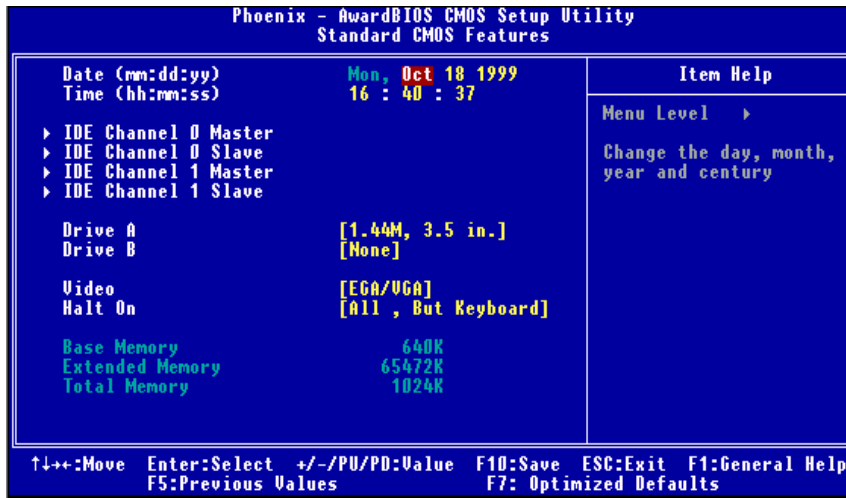 Phoenix - AwardBIOS CMOS Setup Utility
Standard CMOS Features
Date (mm:dd:yy) Mon, Oct 18 1999
Time (hh:mm:ss) 16 : 40 : 37
IDE Channel 0 Master
IDE Channel 0 Slave
IDE Channel 1 Master
IDE Channel 1 Slave
Drive A [1.44M, 3.5 in.]
Drive B [None]
Video [EGA/VGA]
Halt On [All , But Keyboard]
Base Memory 640K
Extended Memory 65472K
Total Memory 1024K
Item Help
Menu Level ▸
Change the day, month,
year and century
↑↓→←:Move Enter:Select +/-/PU/PD:Value F10:Save ESC:Exit F1:General Help
F5:Previous Values F7: Optimized Defaults